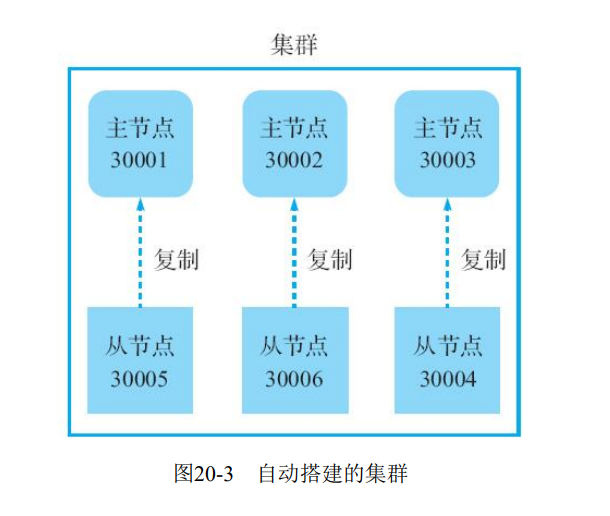 集群
主节点
30001
主节点
30002
主节点
30003
复制
复制
复制
从节点
30005
从节点
30006
从节点
30004
图20-3 自动搭建的集群